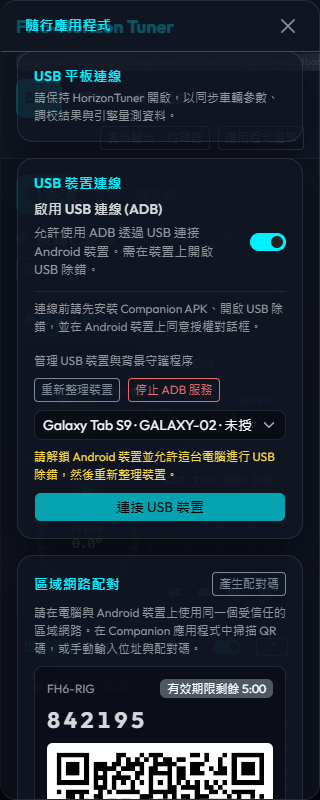 隨行應用程式
USB 平板連線
請保持 HorizonTuner 開啟，以同步車輛參數、
調校結果與引擎量測資料。
USB 裝置連線
啟用 USB 連線 (ADB)
允許使用 ADB 透過 USB 連接
Android 裝置。需在裝置上開啟
USB 除錯。
連線前請先安裝 Companion APK、開啟 USB 除
錯，並在 Android 裝置上同意授權對話框。
管理 USB 裝置與背景守護程序
重新整理裝置
停止 ADB 服務
Galaxy Tab S9 · GALAXY-02 · 未授
請解鎖 Android 裝置並允許這台電腦進行 USB
除錯，然後重新整理裝置。
連接 USB 裝置
區域網路配對
產生配對碼
請在電腦與 Android 裝置上使用同一個受信任的
區域網路。在 Companion 應用程式中掃描 QR
碼，或手動輸入位址與配對碼。
FH6-RIG
有效期限剩餘 5:00
842195